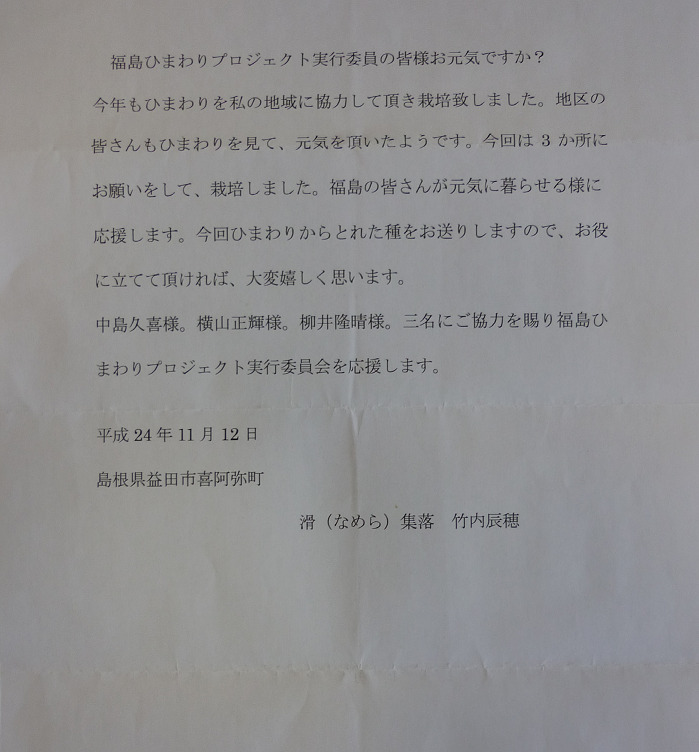 福島ひまわりプロジェクト実行委員の皆様お元気ですか？
今年もひまわりを私の地域に協力して頂き栽培致しました。地区の
皆さんもひまわりを見て、元気を頂いたようです。今回は 3 か所に
お願いをして、栽培しました。福島の皆さんが元気に暮らせる様に
応援します。今回ひまわりからとれた種をお送りしますので、お役
に立てて頂ければ、大変嬉しく思います。
中島久喜様。横山正輝様。柳井隆晴様。三名にご協力を賜り福島ひ
まわりプロジェクト実行委員会を応援します。
平成 24 年 11 月 12 日
島根県益田市喜阿弥町
滑（なめら）集落　竹内辰穂